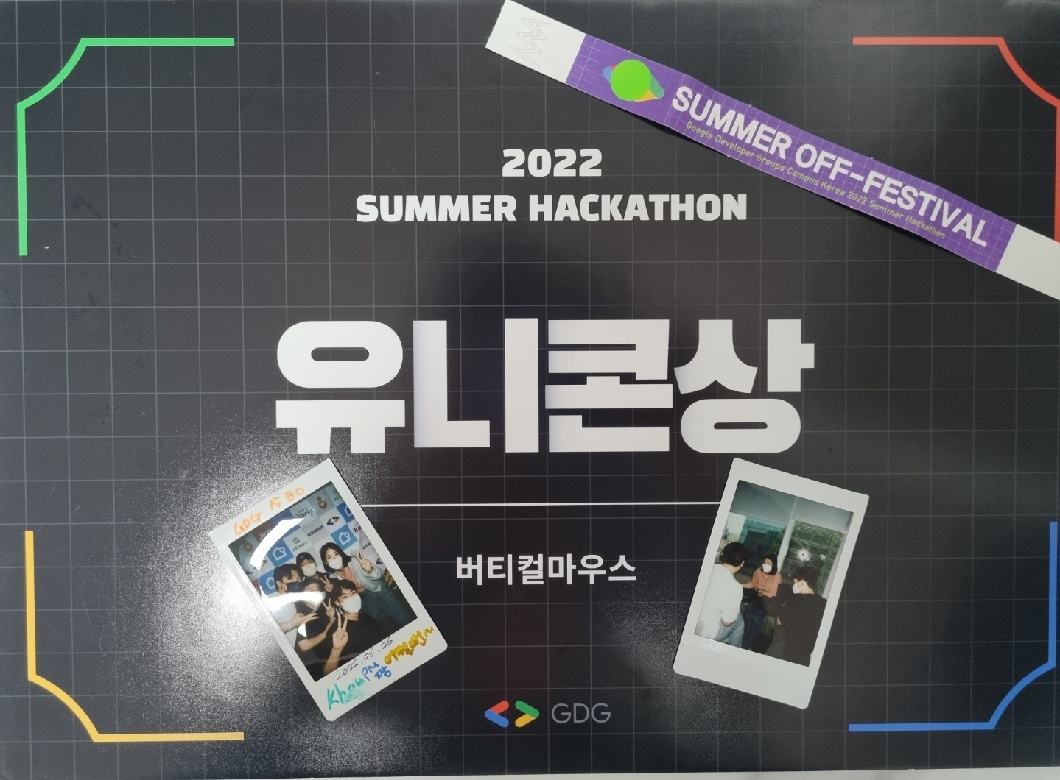 SUMMER OFF-FESTIVAL
Google Developer Groups Campus Korea 2022 Summer Hackathon
2022
SUMMER HACKATHON
유니콘상
버티컬마우스
GDG